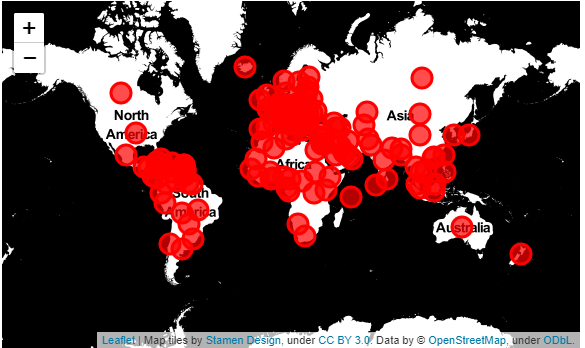 +
−
North
America
Asia
Africa
South
America
Australia
Leaflet | Map tiles by Stamen Design, under CC BY 3.0. Data by © OpenStreetMap, under ODbL.